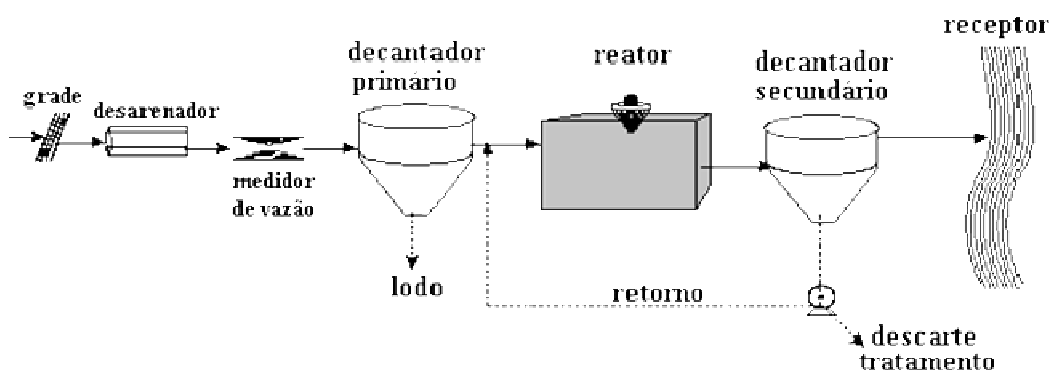 grade
desarenador
medidor
de vazão
decantador
primário
lodo
reator
retorno
decantador
secundário
descarte
tratamento
receptor